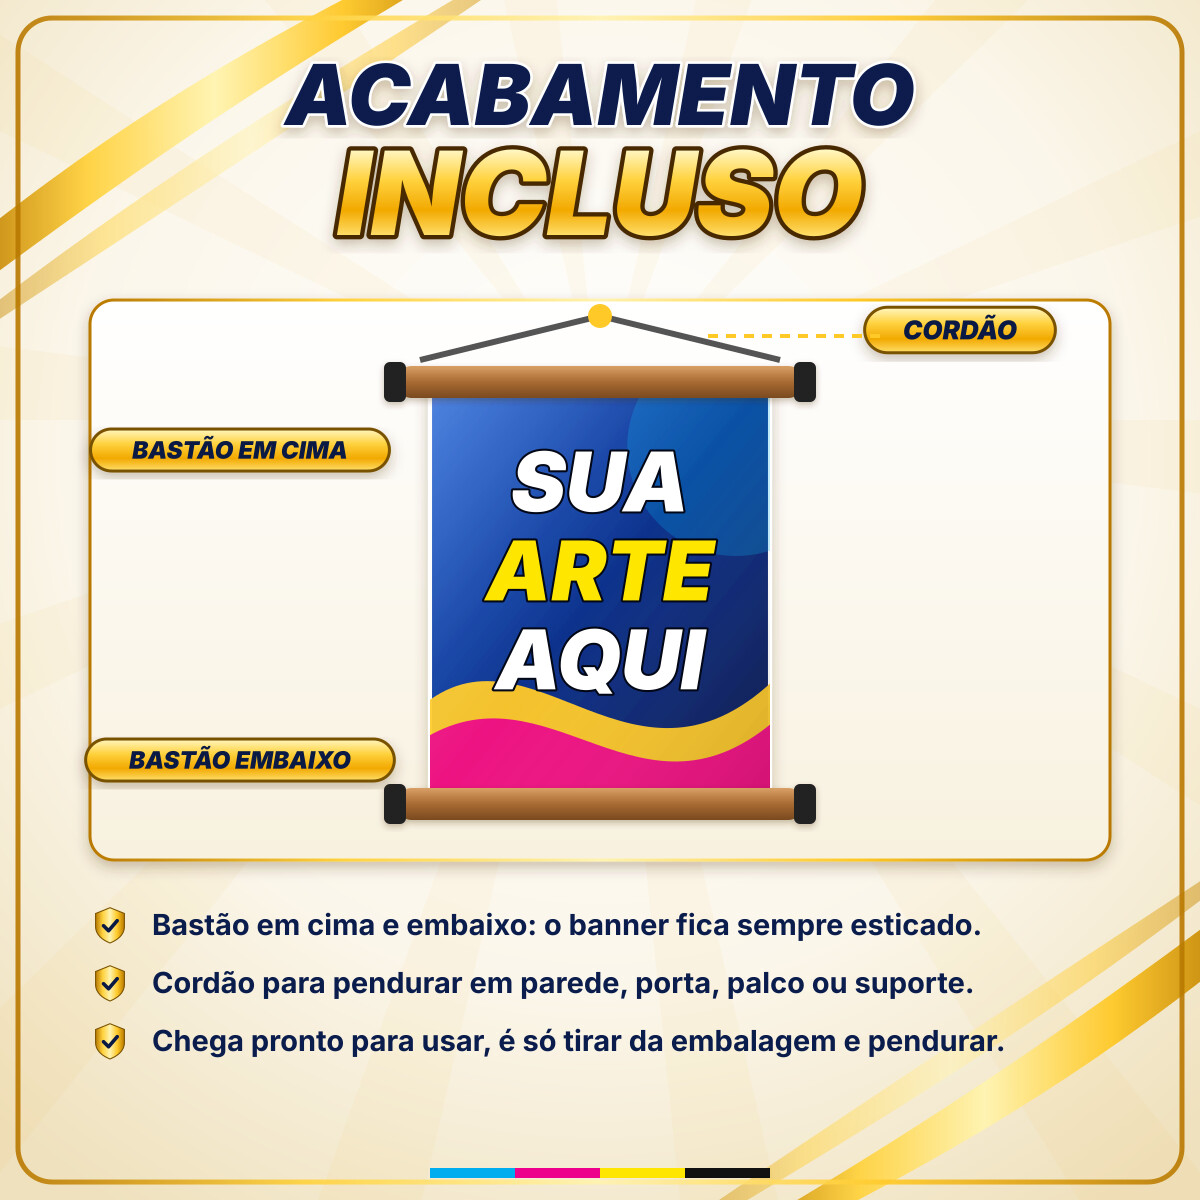 ACABAMENTO
INCLUSO
CORDÃO
BASTÃO EM CIMA
SUA
ARTE
AQUI
BASTÃO EMBAIXO
Bastão em cima e embaixo: o banner fica sempre esticado.
Cordão para pendurar em parede, porta, palco ou suporte.
Chega pronto para usar, é só tirar da embalagem e pendurar.